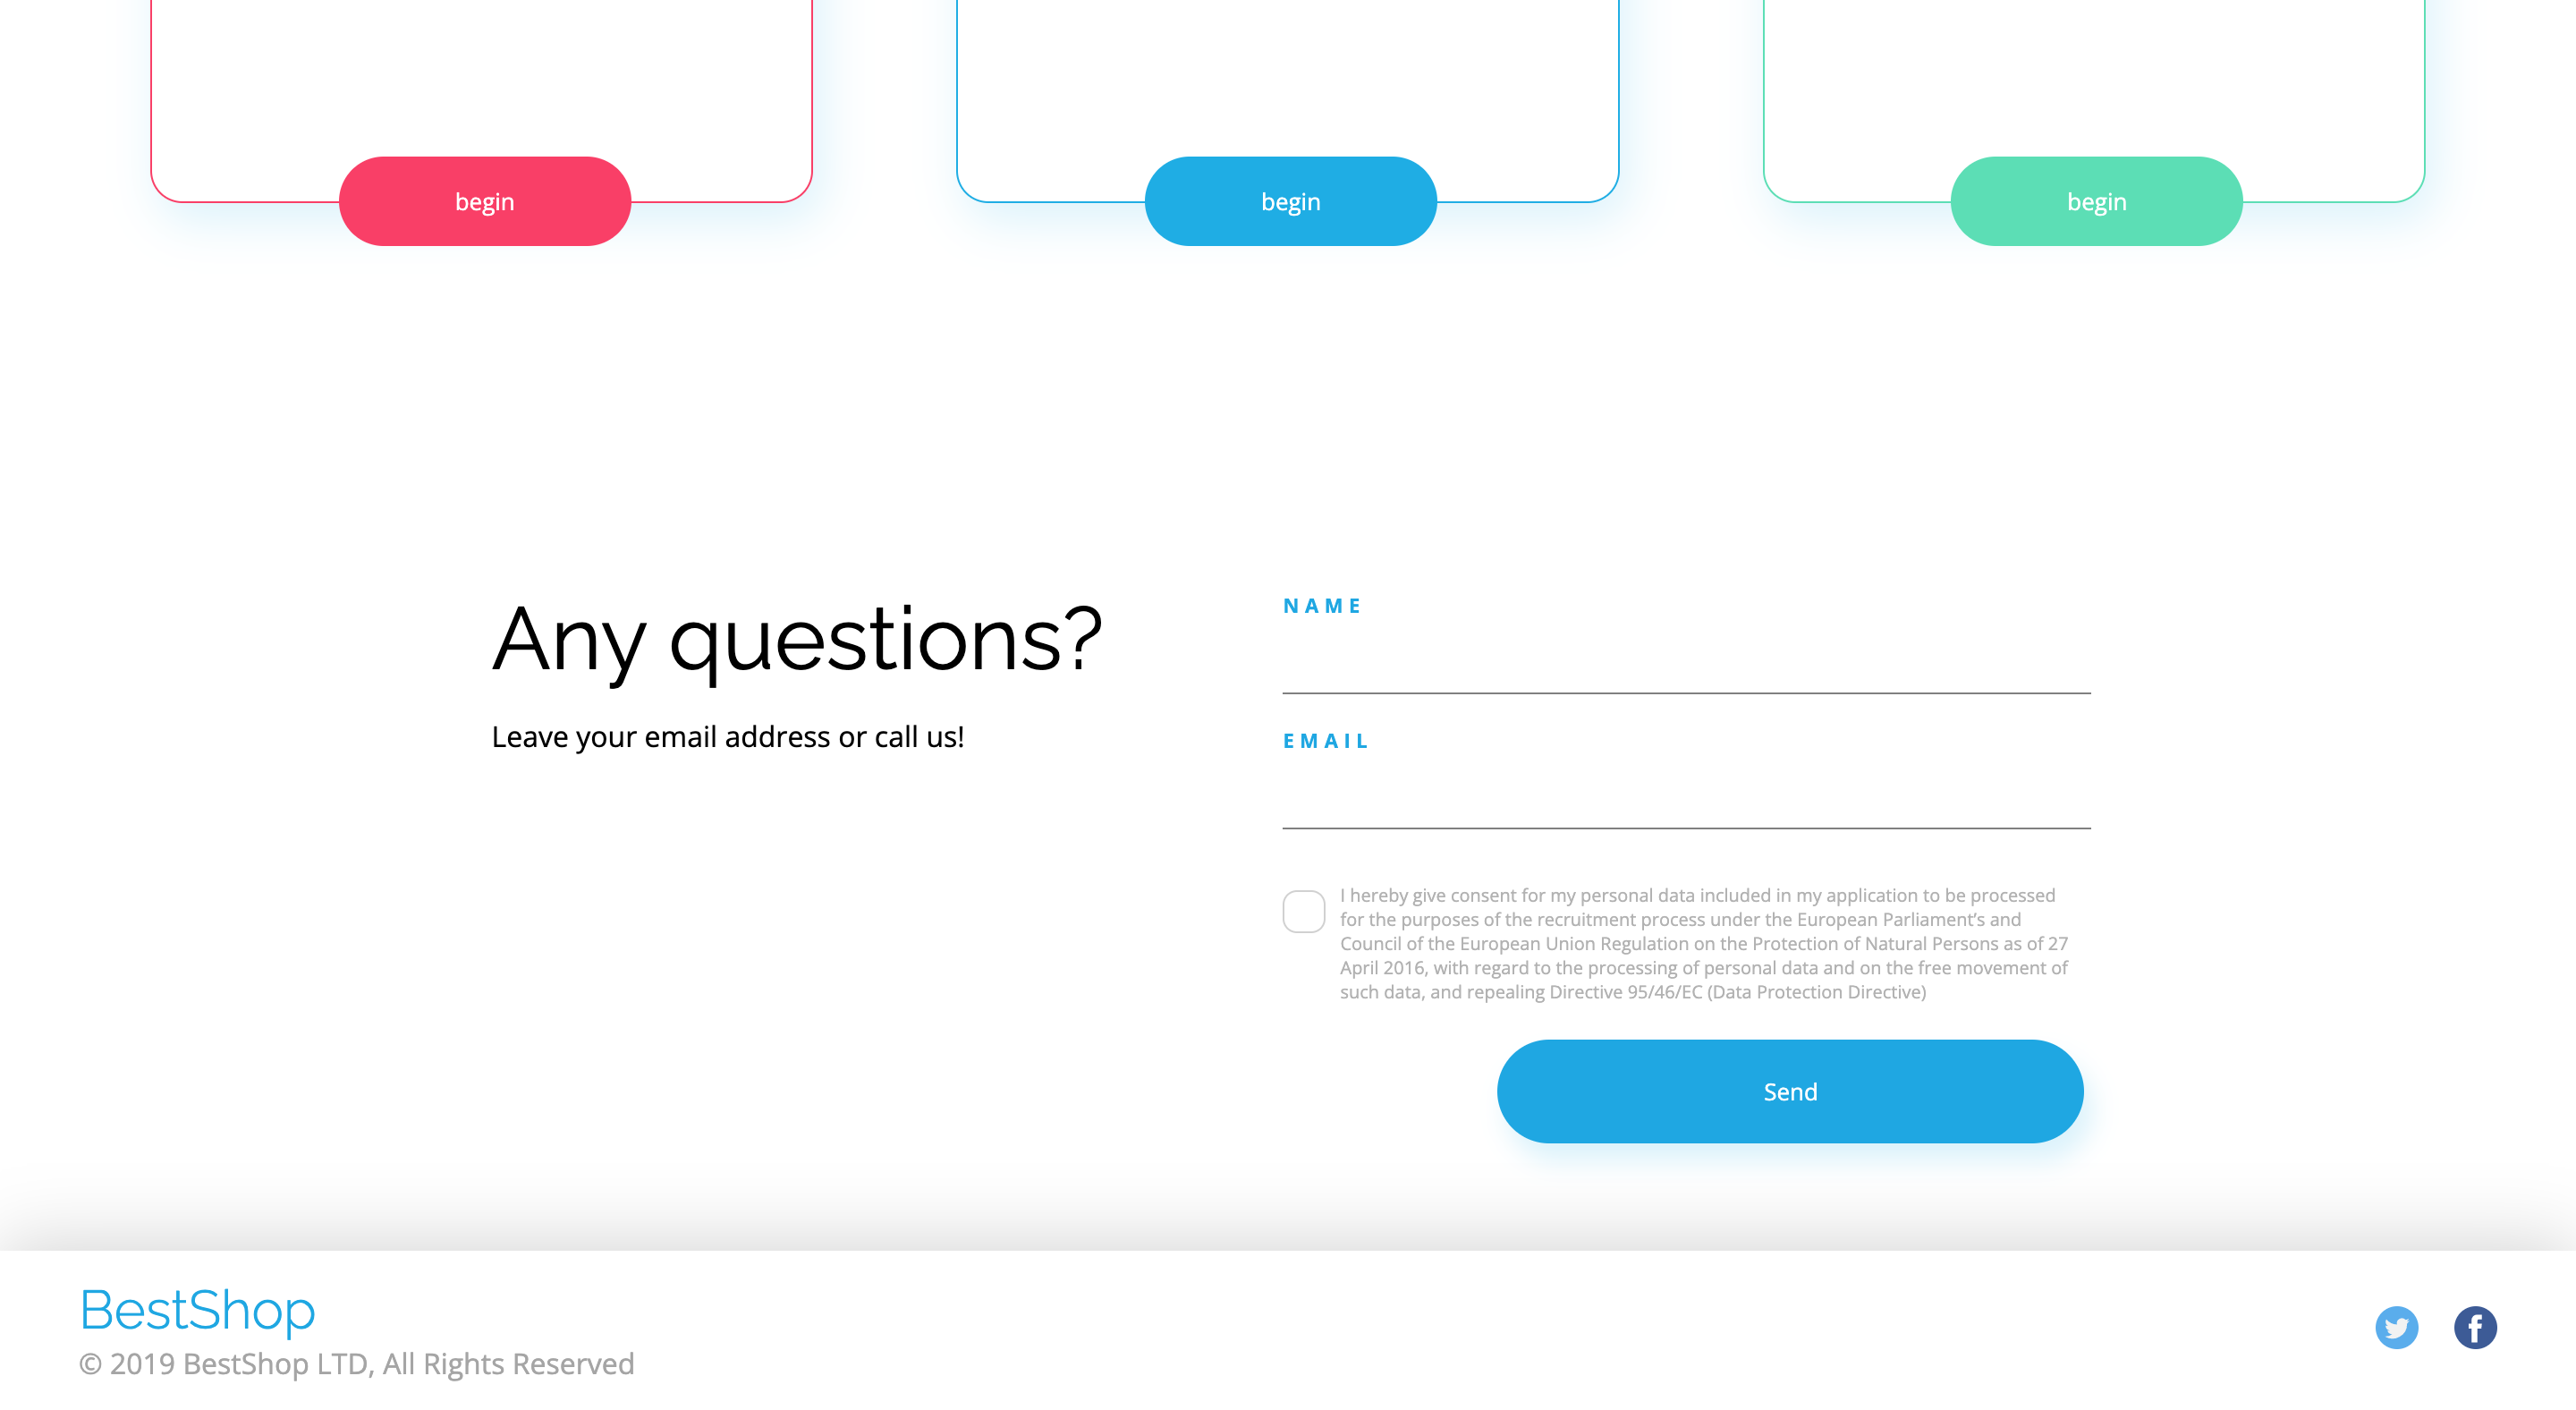 begin
begin
begin
Any questions?
Leave your email address or call us!
NAME
EMAIL
I hereby give consent for my personal data included in my application to be processed
for the purposes of the recruitment process under the European Parliament’s and
Council of the European Union Regulation on the Protection of Natural Persons as of 27
April 2016, with regard to the processing of personal data and on the free movement of
such data, and repealing Directive 95/46/EC (Data Protection Directive)
Send
BestShop
© 2019 BestShop LTD, All Rights Reserved